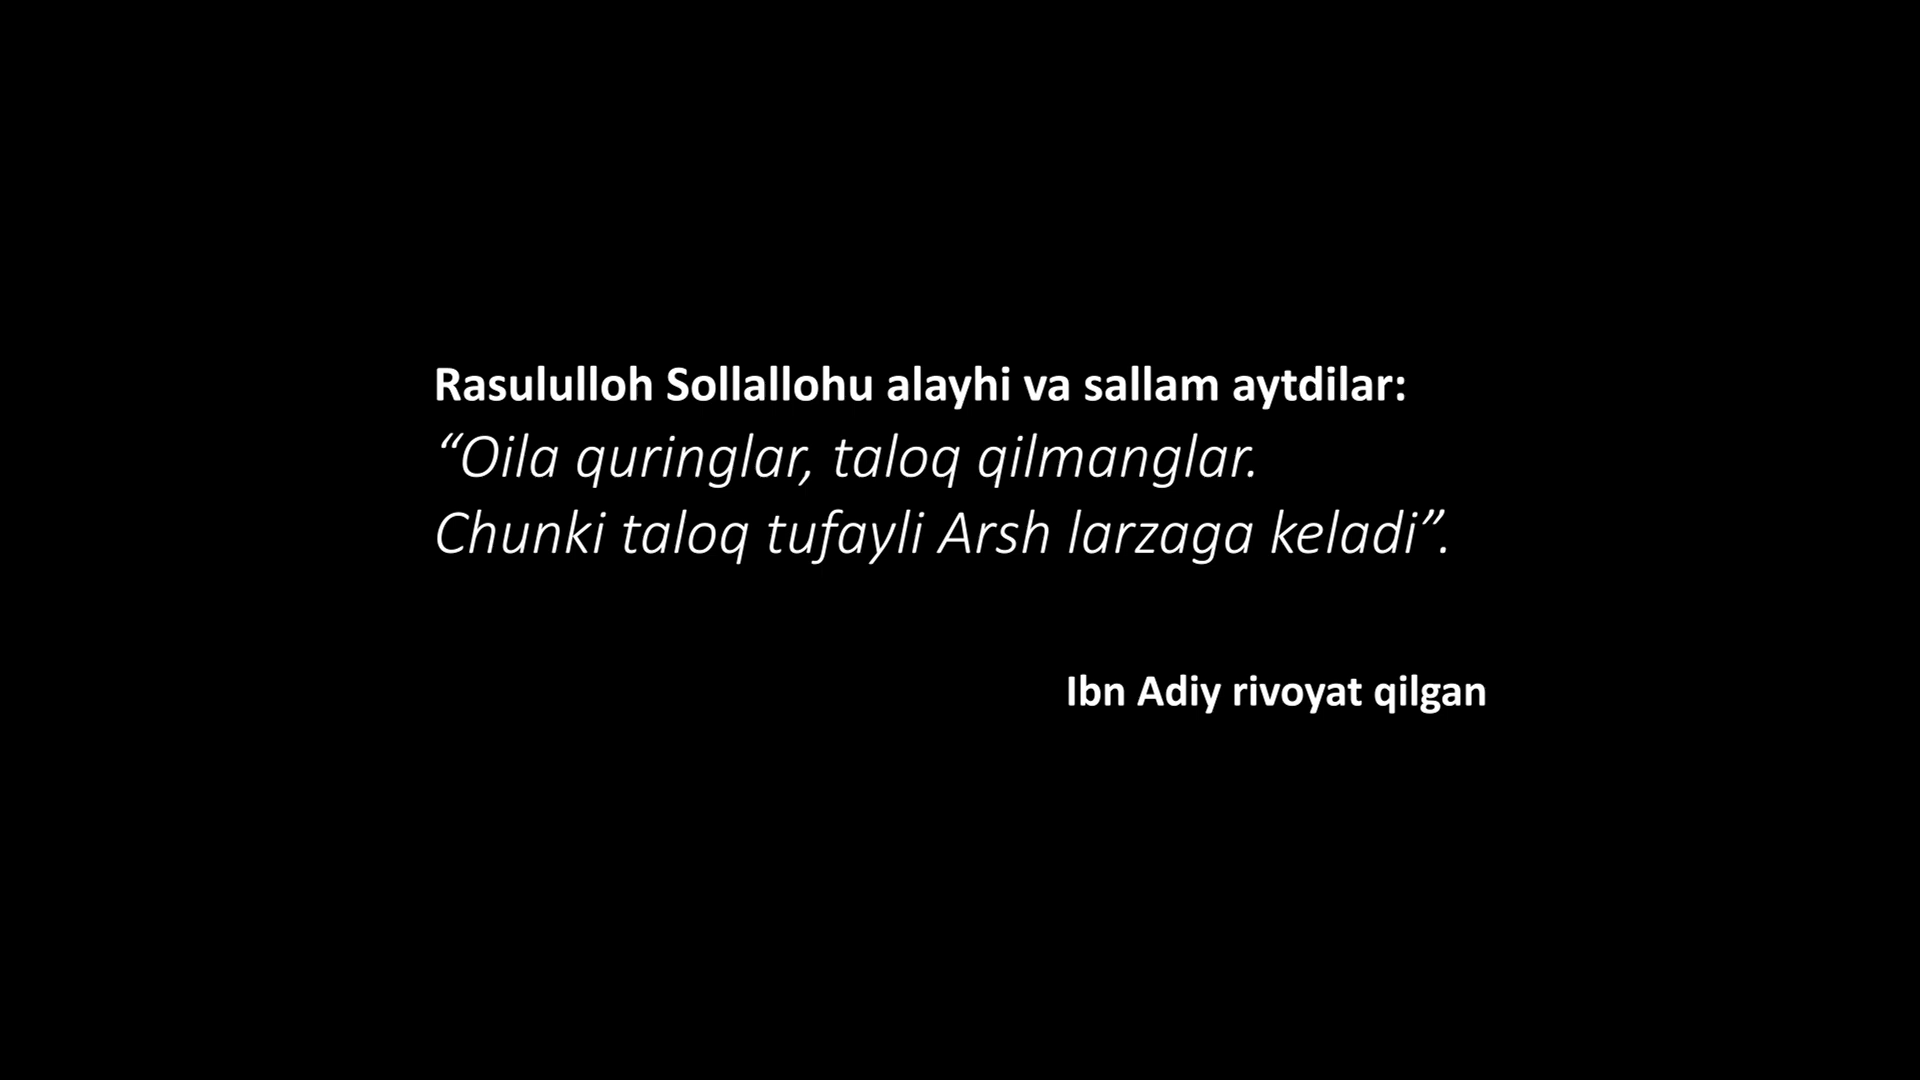 Rasululloh Sollallohu alayhi va sallam aytdilar:
“Oila quringlar, taloq qilmanglar.
Chunki taloq tufayli Arsh larzaga keladi”.
Ibn Adiy rivoyat qilgan